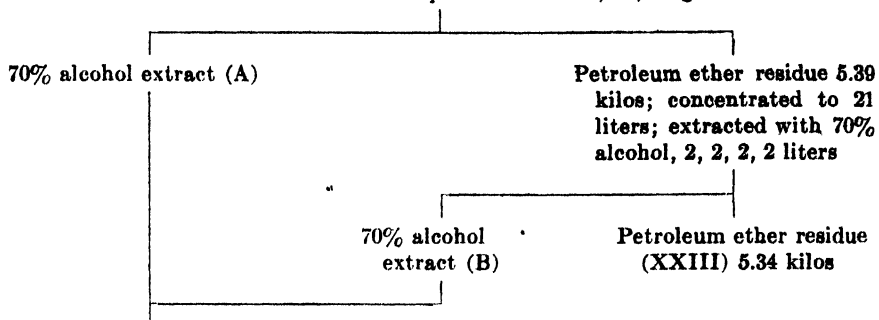 70% alcohol extract (A)
Petroleum ether residue 5.39
kilos; concentrated to 21
liters; extracted with 70%
alcohol, 2, 2, 2, 2 liters
70% alcohol
extract (B)
Petroleum ether residue
(XXIII) 5.34 kilos